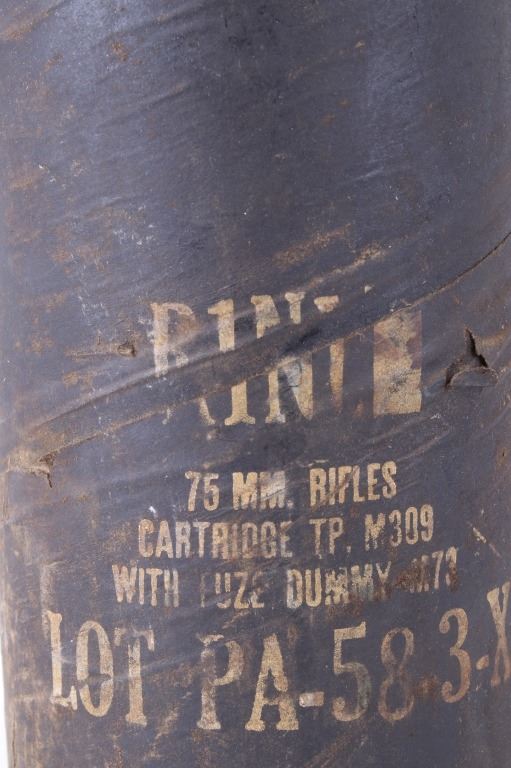 75 MM. RIFLES
CARTRIDGE TP. M309
WITH FUZE DUMMY M73
LOT PA-58-3-X